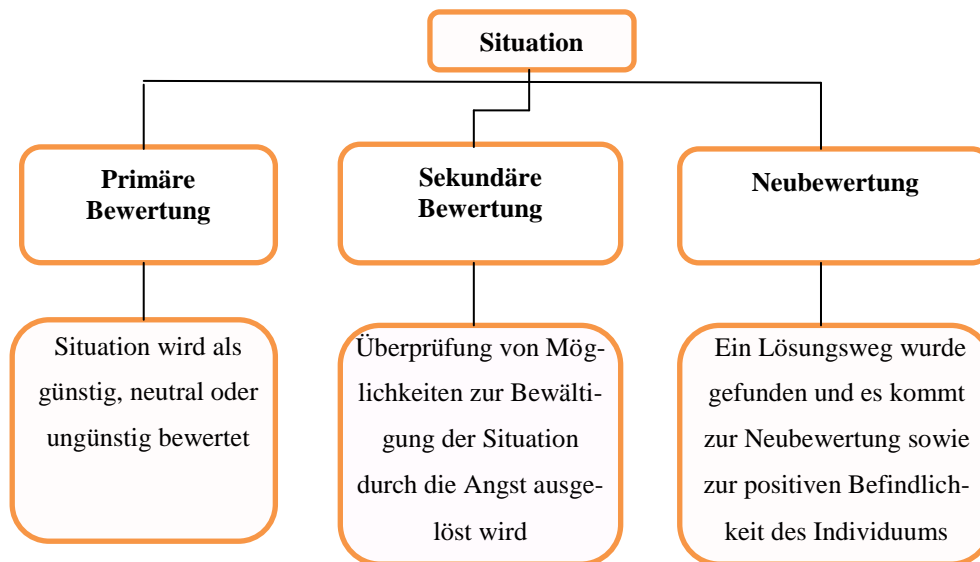 Situation
Primäre
Bewertung
Sekundäre
Bewertung
Neubewertung
Situation wird als
günstig, neutral oder
ungünstig bewertet
Überprüfung von Mög-
lichkeiten zur Bewälti-
gung der Situation
durch die Angst ausge-
löst wird
Ein Lösungsweg wurde
gefunden und es kommt
zur Neubewertung sowie
zur positiven Befindlich-
keit des Individuums